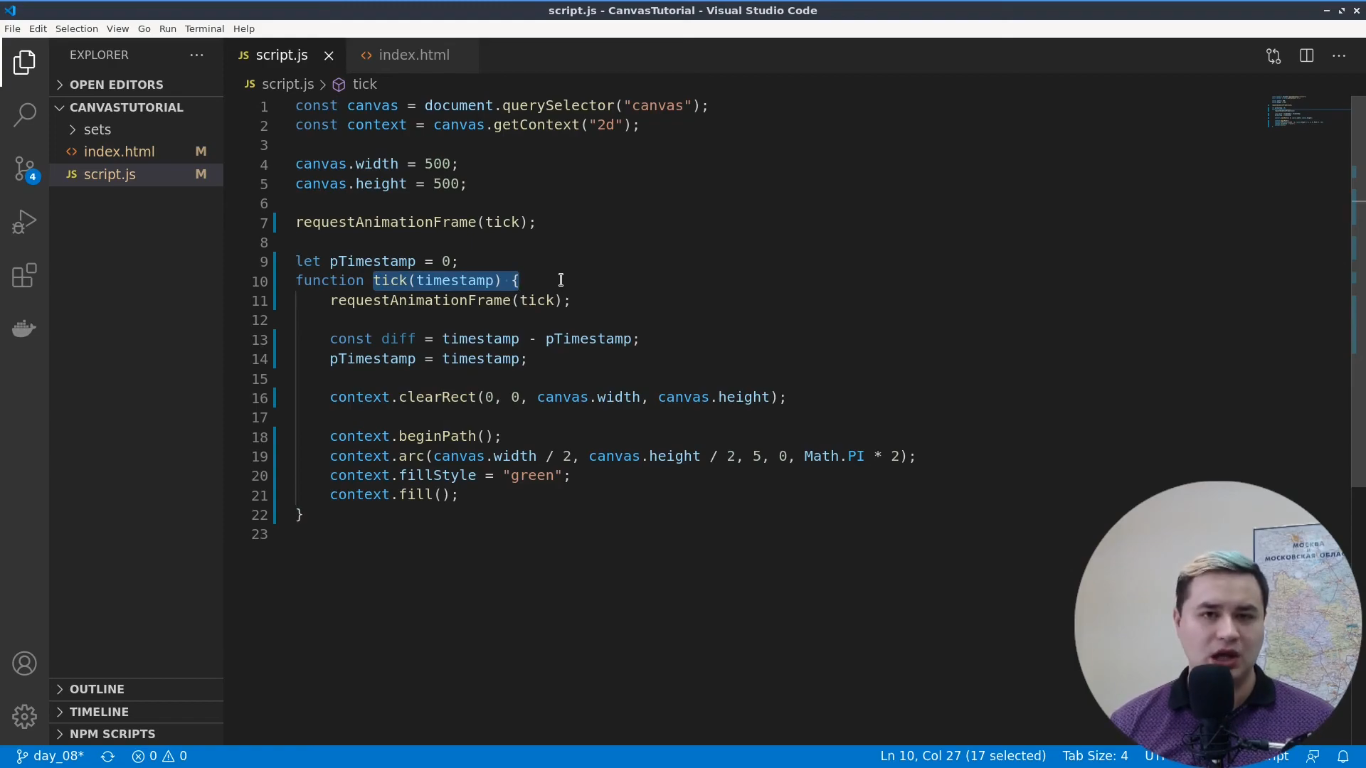 script.js - CanvasTutorial - Visual Studio Code
File Edit Selection View Go Run Terminal Help
EXPLORER
JS script.js
<> index.html
OPEN EDITORS
JS script.js > tick
CANVASTUTORIAL
sets
<> index.html M
JS script.js M
4
1 const canvas = document.querySelector("canvas");
2 const context = canvas.getContext("2d");
3
4 canvas.width = 500;
5 canvas.height = 500;
6
7 requestAnimationFrame(tick);
8
9 let pTimestamp = 0;
10 function tick(timestamp) {
11 requestAnimationFrame(tick);
12
13 const diff = timestamp - pTimestamp;
14 pTimestamp = timestamp;
15
16 context.clearRect(0, 0, canvas.width, canvas.height);
17
18 context.beginPath();
19 context.arc(canvas.width / 2, canvas.height / 2, 5, 0, Math.PI * 2);
20 context.fillStyle = "green";
21 context.fill();
22 }
23
МОСКВА
И
МОСКОВСКАЯ
OUTLINE
TIMELINE
NPM SCRIPTS
day_08* 0 0 Ln 10, Col 27 (17 selected) Tab Size: 4